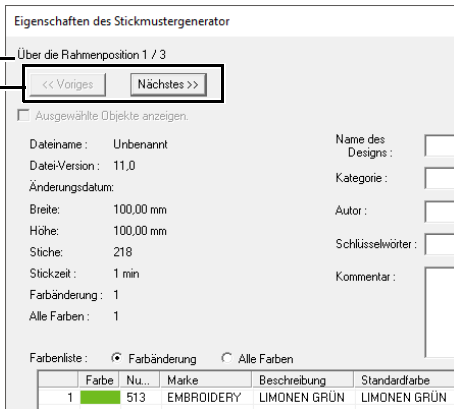 Eigenschaften des Stickmustergenerator
Über die Rahmenposition 1 / 3
<< Voriges Nächstes >>
Ausgewählte Objekte anzeigen.
Dateiname : Unbenannt
Datei-Version : 11,0
Änderungsdatum:
Breite: 100,00 mm
Höhe: 100,00 mm
Stiche: 218
Stickzeit : 1 min
Farbänderung : 1
Alle Farben : 1
Name des
Designs :
Kategorie :
Autor :
Schlüsselwörter :
Kommentar :
Farbenliste : Farbänderung Alle Farben
Farbe Nu... Marke Beschreibung Standardfarbe
1 513 EMBROIDERY LIMONEN GRÜN LIMONEN GRÜN